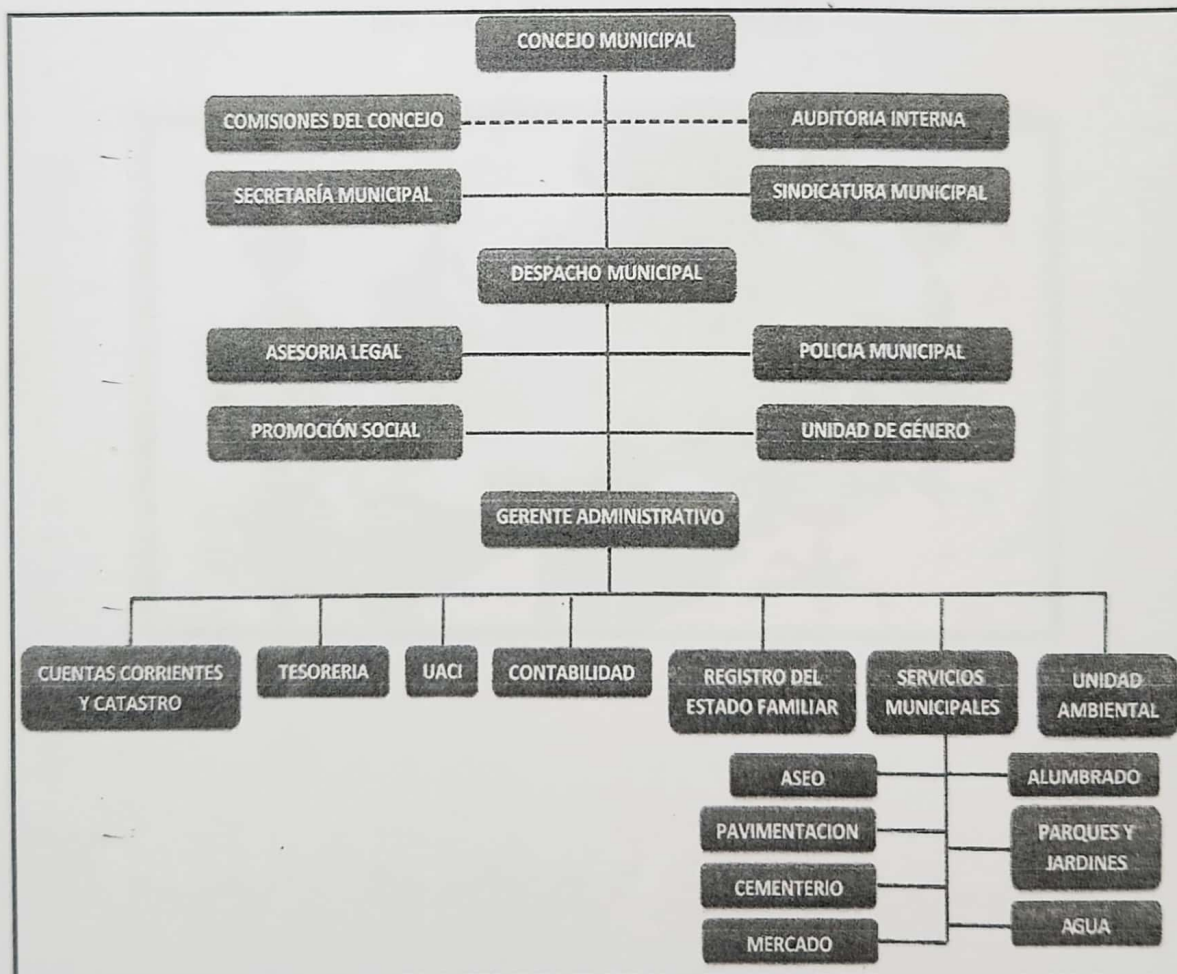 CONCEJO MUNICIPAL
COMISIONES DEL CONCEJO
AUDITORIA INTERNA
SECRETARÍA MUNICIPAL
SINDICATURA MUNICIPAL
DESPACHO MUNICIPAL
ASESORIA LEGAL
POLICIA MUNICIPAL
PROMOCIÓN SOCIAL
UNIDAD DE GÉNERO
GERENTE ADMINISTRATIVO
CUENTAS CORRIENTES
Y CATASTRO
TESORERIA
UACI
CONTABILIDAD
REGISTRO DEL
ESTADO FAMILIAR
SERVICIOS
MUNICIPALES
UNIDAD
AMBIENTAL
ASEO
ALUMBRADO
PAVIMENTACION
PARQUES Y
JARDINES
CEMENTERIO
AGUA
MERCADO